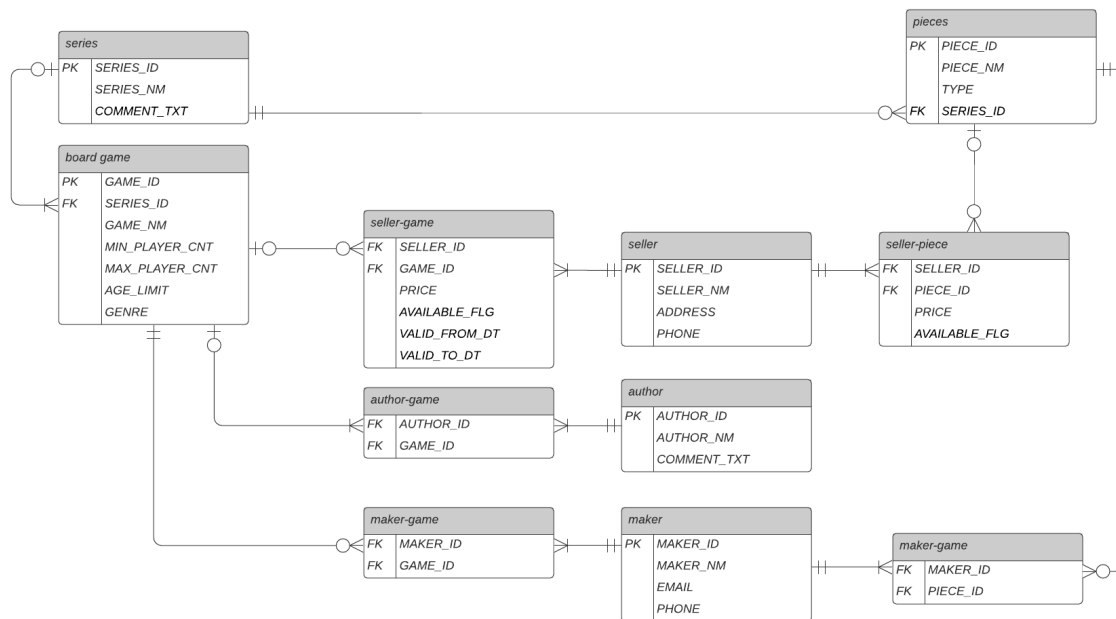 pieces
PK PIECE_ID
PIECE_NM
TYPE
FK SERIES_ID
series
PK SERIES_ID
SERIES_NM
COMMENT_TXT
board game
PK GAME_ID
FK SERIES_ID
GAME_NM
MIN_PLAYER_CNT
MAX_PLAYER_CNT
AGE_LIMIT
GENRE
seller-game
FK SELLER_ID
FK GAME_ID
PRICE
AVAILABLE_FLG
VALID_FROM_DT
VALID_TO_DT
seller
PK SELLER_ID
SELLER_NM
ADDRESS
PHONE
seller-piece
FK SELLER_ID
FK PIECE_ID
PRICE
AVAILABLE_FLG
author-game
FK AUTHOR_ID
FK GAME_ID
author
PK AUTHOR_ID
AUTHOR_NM
COMMENT_TXT
maker-game
FK MAKER_ID
FK GAME_ID
maker
PK MAKER_ID
MAKER_NM
EMAIL
PHONE
maker-game
FK MAKER_ID
FK PIECE_ID